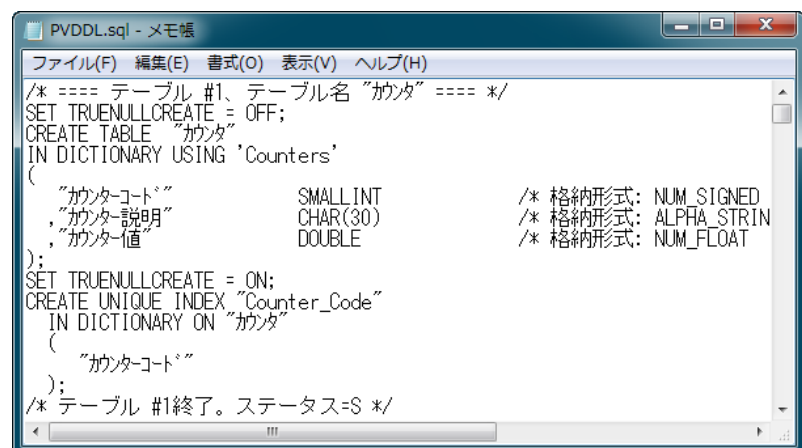 PVDDL.sql - メモ帳
ファイル(F) 編集(E) 書式(O) 表示(V) ヘルプ(H)
/* ==== テーブル #1、テーブル名 "ｶｳﾝﾀ" ==== */
SET TRUENULLCREATE = OFF;
CREATE TABLE "ｶｳﾝﾀ"
IN DICTIONARY USING 'Counters'
(
"ｶｳﾝﾀｰｺｰﾄﾞ" SMALLINT /* 格納形式: NUM_SIGNED
,"ｶｳﾝﾀｰ説明" CHAR(30) /* 格納形式: ALPHA_STRIN
,"ｶｳﾝﾀｰ値" DOUBLE /* 格納形式: NUM_FLOAT
);
SET TRUENULLCREATE = ON;
CREATE UNIQUE INDEX "Counter_Code"
IN DICTIONARY ON "ｶｳﾝﾀ"
(
"ｶｳﾝﾀｰｺｰﾄﾞ"
);
/* テーブル #1終了。ステータス=S */